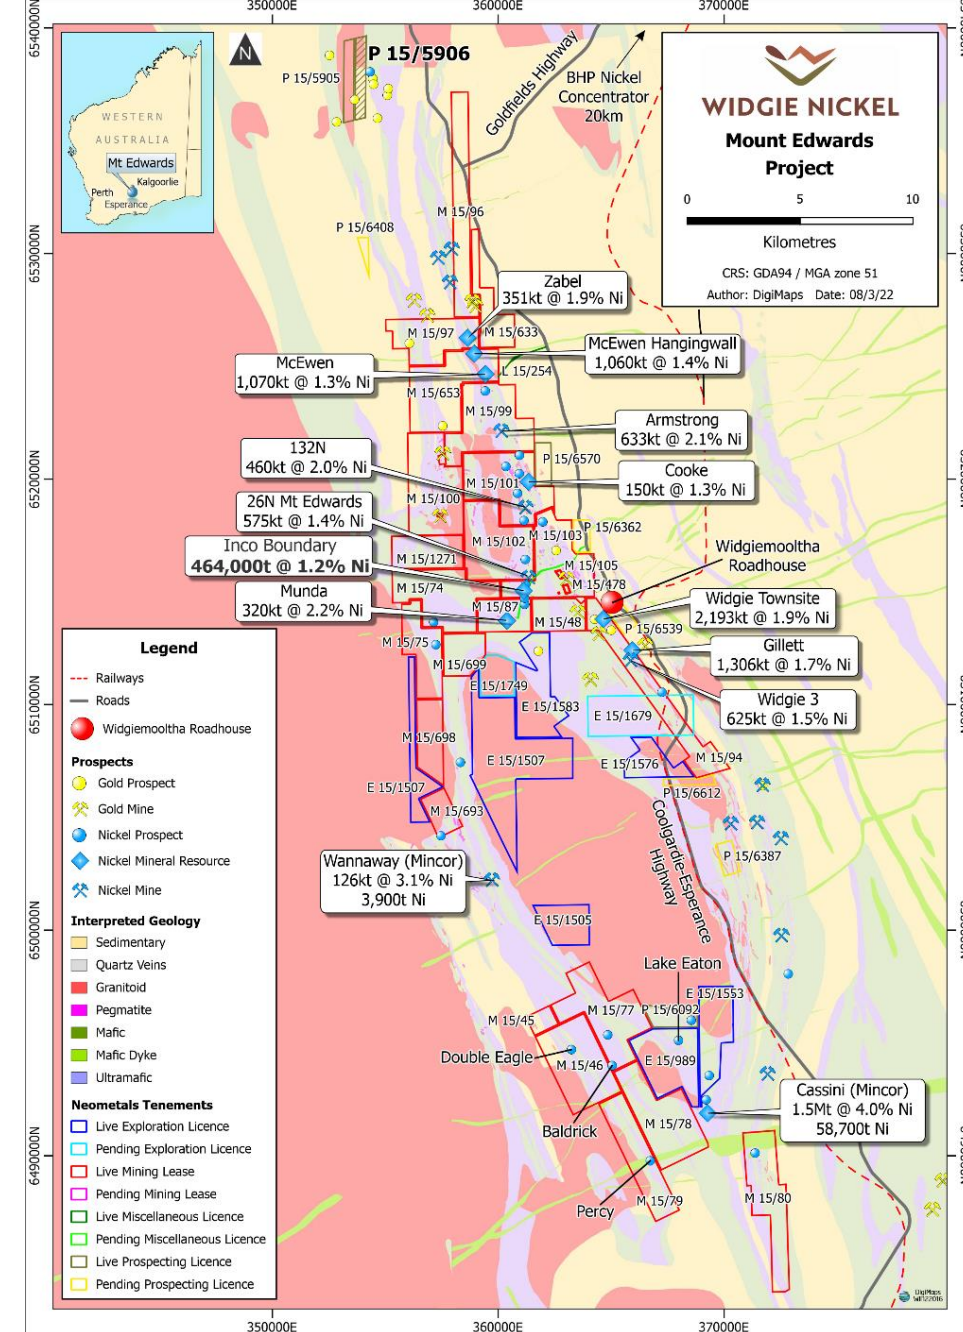 350000E
360000E
370000E
6540000N
6530000N
6520000N
6510000N
6500000N
6490000N
WESTERN
AUSTRALIA
Mt Edwards
Kalgoorlie
Perth
Esperance
N
P 15/5906
P 15/5905
Goldfields Highway
BHP Nickel
Concentrator
20km
WIDGIE NICKEL
Mount Edwards
Project
0
5
10
Kilometres
CRS: GDA94 / MGA zone 51
Author: DigiMaps Date: 08/3/22
M 15/96
P 15/6408
Zabel
351kt @ 1.9% Ni
M 15/97
M 15/633
McEwen Hangingwall
1,060kt @ 1.4% Ni
McEwen
1,070kt @ 1.3% Ni
L 15/254
M 15/653
M 15/99
Armstrong
633kt @ 2.1% Ni
132N
460kt @ 2.0% Ni
P 15/6570
Cooke
150kt @ 1.3% Ni
M 15/101
M 15/100
26N Mt Edwards
575kt @ 1.4% Ni
P 15/6362
M 15/102
M 15/103
Inco Boundary
464,000t @ 1.2% Ni
M 15/1271
M 15/105
Widgiemooltha
Roadhouse
M 15/74
M 15/478
Munda
320kt @ 2.2% Ni
M 15/87
M 15/48
Widgie Townsite
2,193kt @ 1.9% Ni
P 15/6539
M 15/75
M 15/699
Gillett
1,306kt @ 1.7% Ni
E 15/1749
Widgie 3
625kt @ 1.5% Ni
E 15/1583
E 15/1679
M 15/698
E 15/1507
E 15/1576
M 15/94
E 15/1507
P 15/6612
M 15/693
Coolgardie-Esperance
Highway
P 15/6387
Wannaway (Mincor)
126kt @ 3.1% Ni
3,900t Ni
E 15/1505
Lake Eaton
E 15/1553
M 15/77
P 15/6092
M 15/45
Double Eagle
M 15/46
E 15/989
Cassini (Mincor)
1.5Mt @ 4.0% Ni
58,700t Ni
M 15/78
Baldrick
Percy
M 15/79
M 15/80
Legend
Railways
Roads
Widgiemooltha Roadhouse
Prospects
Gold Prospect
Gold Mine
Nickel Prospect
Nickel Mineral Resource
Nickel Mine
Interpreted Geology
Sedimentary
Quartz Veins
Granitoid
Pegmatite
Mafic
Mafic Dyke
Ultramafic
Neometals Tenements
Live Exploration Licence
Pending Exploration Licence
Live Mining Lease
Pending Mining Lease
Live Miscellaneous Licence
Pending Miscellaneous Licence
Live Prospecting Licence
Pending Prospecting Licence
DigiMaps
350000E
360000E
370000E